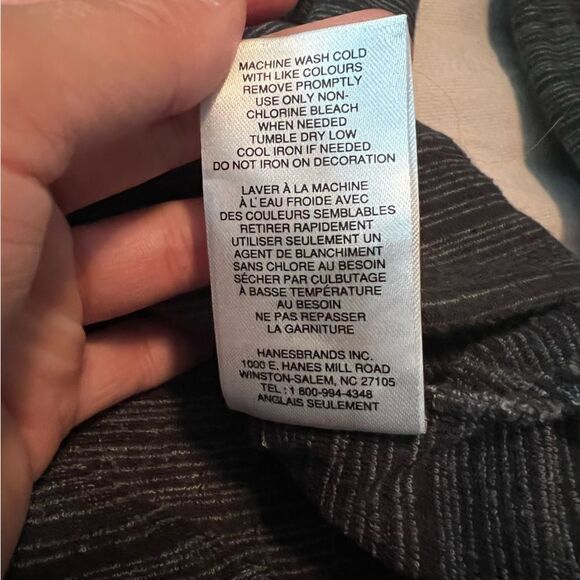 MACHINE WASH COLD
WITH LIKE COLOURS
REMOVE PROMPTLY
USE ONLY NON-
CHLORINE BLEACH
WHEN NEEDED
TUMBLE DRY LOW
COOL IRON IF NEEDED
DO NOT IRON ON DECORATION
LAVER À LA MACHINE
À L'EAU FROIDE AVEC
DES COULEURS SEMBLABLES
RETIRER RAPIDEMENT
UTILISER SEULEMENT UN
AGENT DE BLANCHIMENT
SANS CHLORE AU BESOIN
SÉCHER PAR CULBUTAGE
À BASSE TEMPÉRATURE
AU BESOIN
NE PAS REPASSER
LA GARNITURE
HANESBRANDS INC.
1000 E. HANES MILL ROAD
WINSTON-SALEM, NC 27105
TEL : 1 800-994-4348
ANGLAIS SEULEMENT